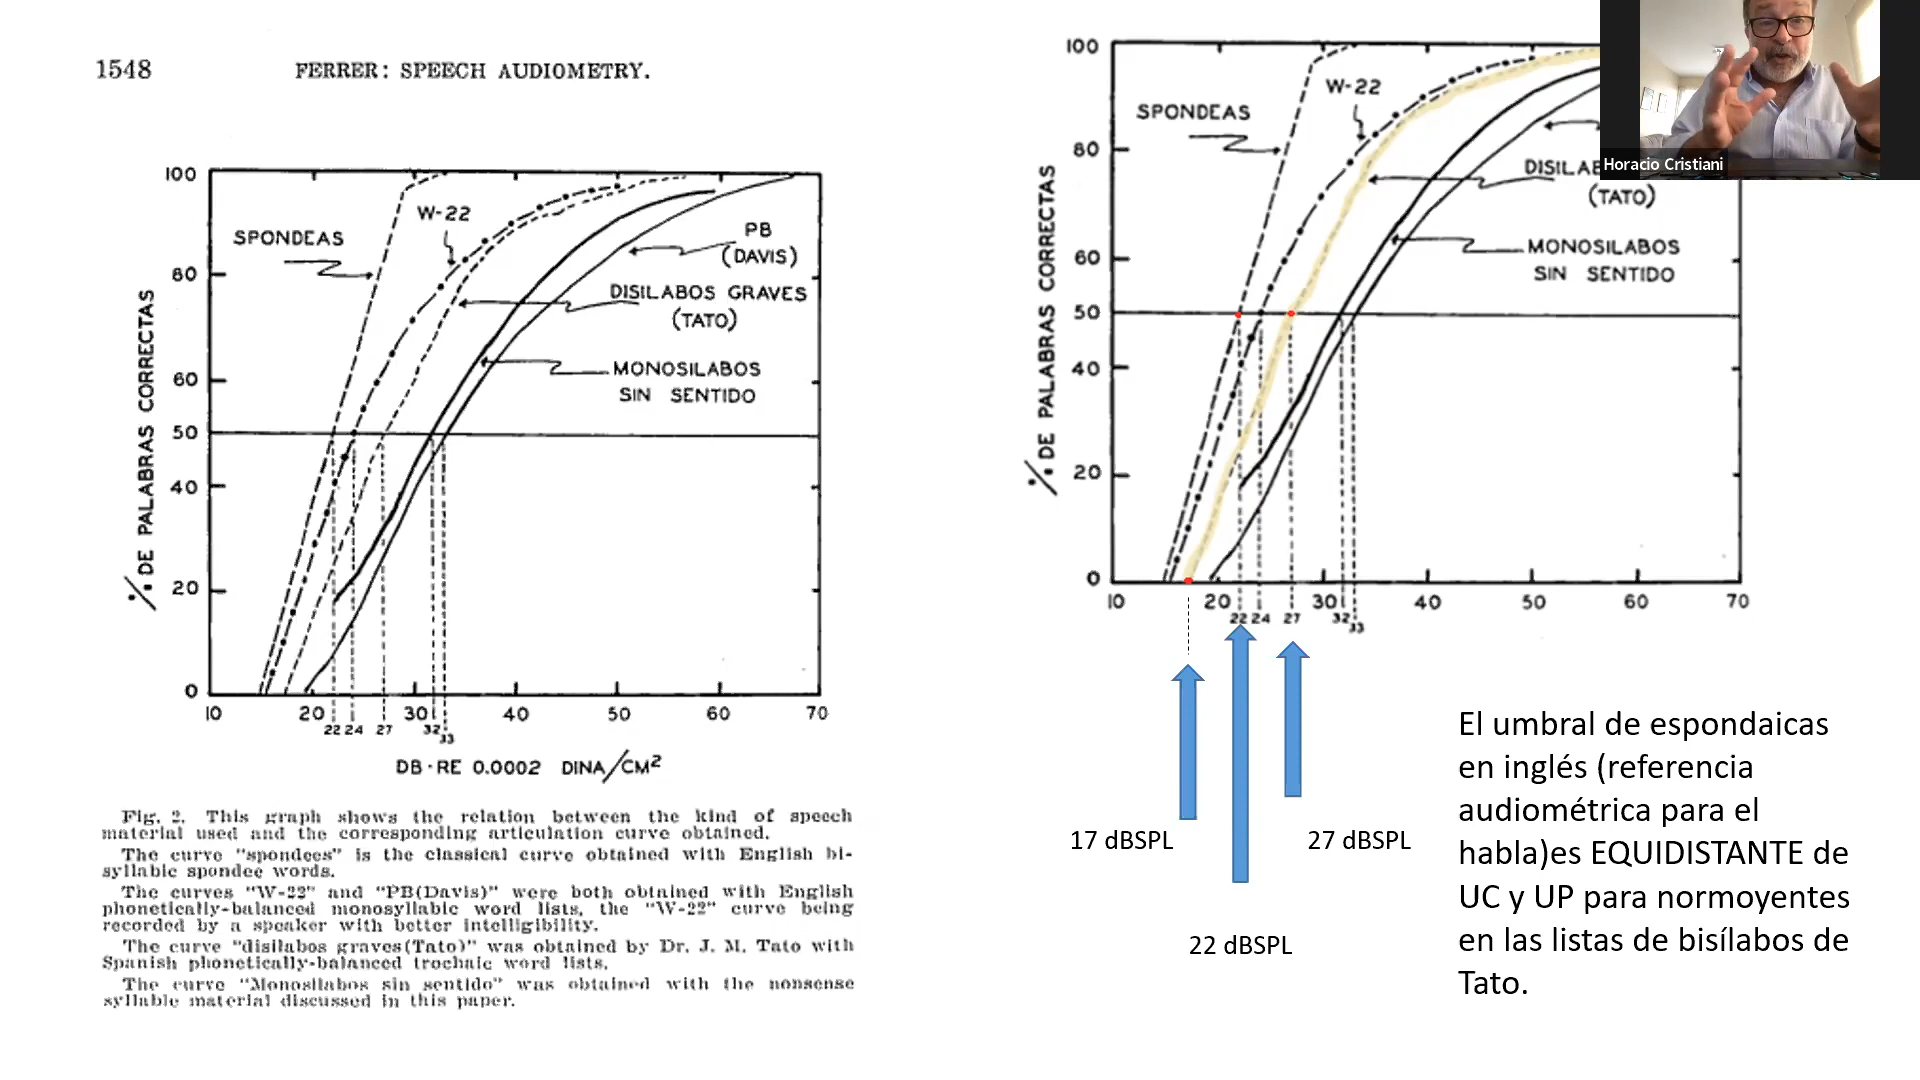 1548 FERRER: SPEECH AUDIOMETRY.
100
80
60
50
40
20
0
% DE PALABRAS CORRECTAS
SPONDEAS
W-22
PB
(DAVIS)
DISILABOS GRAVES
(TATO)
MONOSILABOS
SIN SENTIDO
10 20 30 40 50 60 70
22 24 27 32 33
DB·RE 0.0002 DINA/CM²
Fig. 2. This graph shows the relation between the kind of speech
material used and the corresponding articulation curve obtained.
The curve "spondees" is the classical curve obtained with English bi-
syllabic spondee words.
The curves "W-22" and "PB(Davis)" were both obtained with English
phonetically-balanced monosyllabic word lists, the "W-22" curve being
recorded by a speaker with better intelligibility.
The curve "disilabos graves(Tato)" was obtained by Dr. J. M. Tato with
Spanish phonetically-balanced trochaic word lists.
The curve "Monosilabos sin sentido" was obtained with the nonsense
syllable material discussed in this paper.
100
80
60
50
40
20
0
% DE PALABRAS CORRECTAS
SPONDEAS
W-22
(TATO)
MONOSILABOS
SIN SENTIDO
10 20 30 40 50 60 70
22 24 27 32 33
17 dBSPL
27 dBSPL
22 dBSPL
El umbral de espondaicas
en inglés (referencia
audiométrica para el
habla)es EQUIDISTANTE de
UC y UP para normoyentes
en las listas de bisílabos de
Tato.
Horacio Cristiani